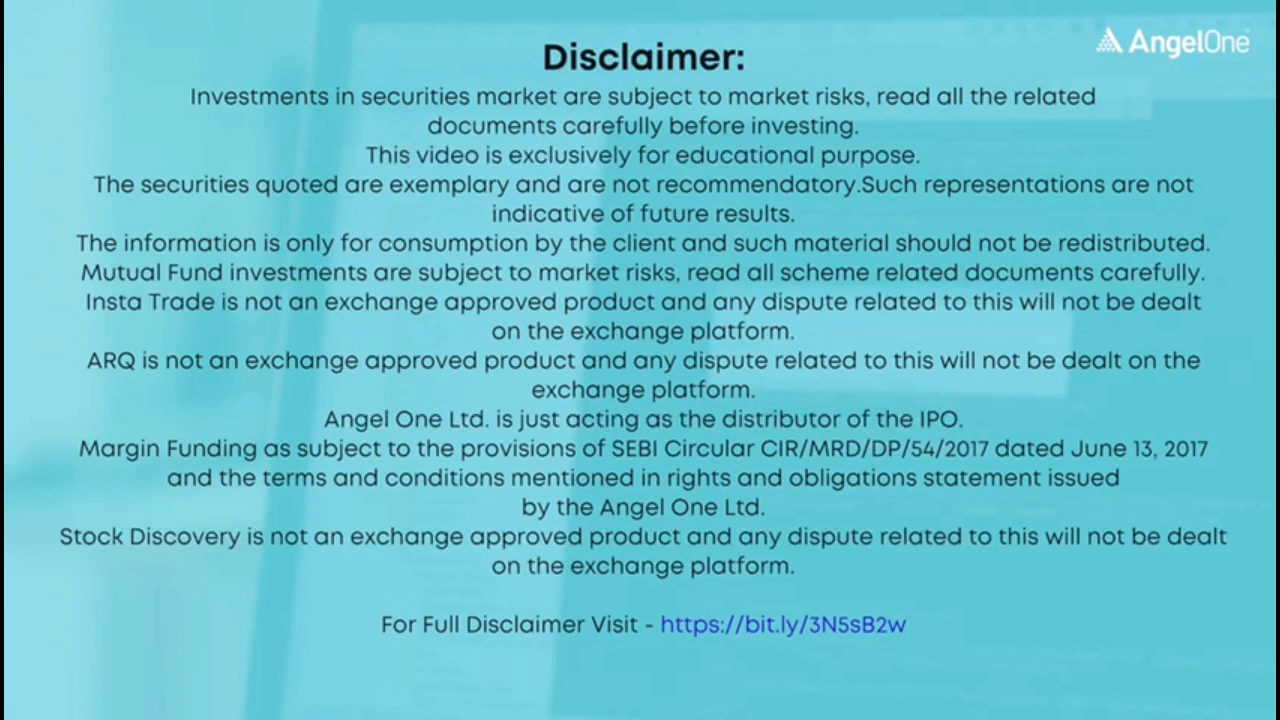 AngelOne
Disclaimer:
Investments in securities market are subject to market risks, read all the related
documents carefully before investing.
This video is exclusively for educational purpose.
The securities quoted are exemplary and are not recommendatory.Such representations are not
indicative of future results.
The information is only for consumption by the client and such material should not be redistributed.
Mutual Fund investments are subject to market risks, read all scheme related documents carefully.
Insta Trade is not an exchange approved product and any dispute related to this will not be dealt
on the exchange platform.
ARQ is not an exchange approved product and any dispute related to this will not be dealt on the
exchange platform.
Angel One Ltd. is just acting as the distributor of the IPO.
Margin Funding as subject to the provisions of SEBI Circular CIR/MRD/DP/54/2017 dated June 13, 2017
and the terms and conditions mentioned in rights and obligations statement issued
by the Angel One Ltd.
Stock Discovery is not an exchange approved product and any dispute related to this will not be dealt
on the exchange platform.
For Full Disclaimer Visit - https://bit.ly/3N5sB2w